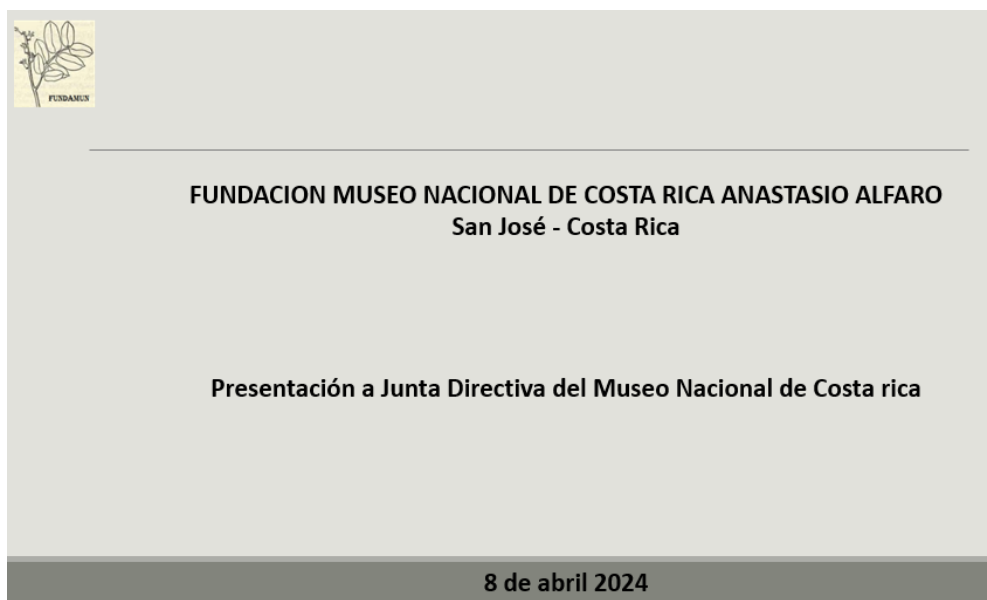 FUNDAMUN
FUNDACION MUSEO NACIONAL DE COSTA RICA ANASTASIO ALFARO
San José - Costa Rica
Presentación a Junta Directiva del Museo Nacional de Costa rica
8 de abril 2024